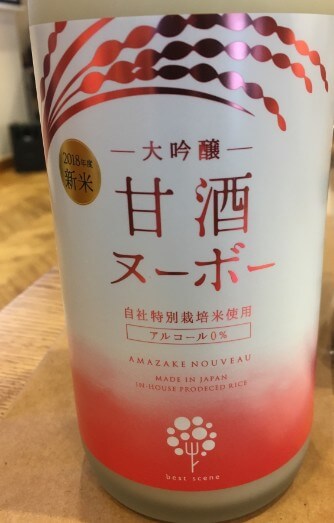 2018年度
新米
大吟醸
甘酒
ヌーボー
自社特別栽培米使用
アルコール0%
AMAZAKE NOUVEAU
MADE IN JAPAN
IN-HOUSE PRODECED RICE
best scene